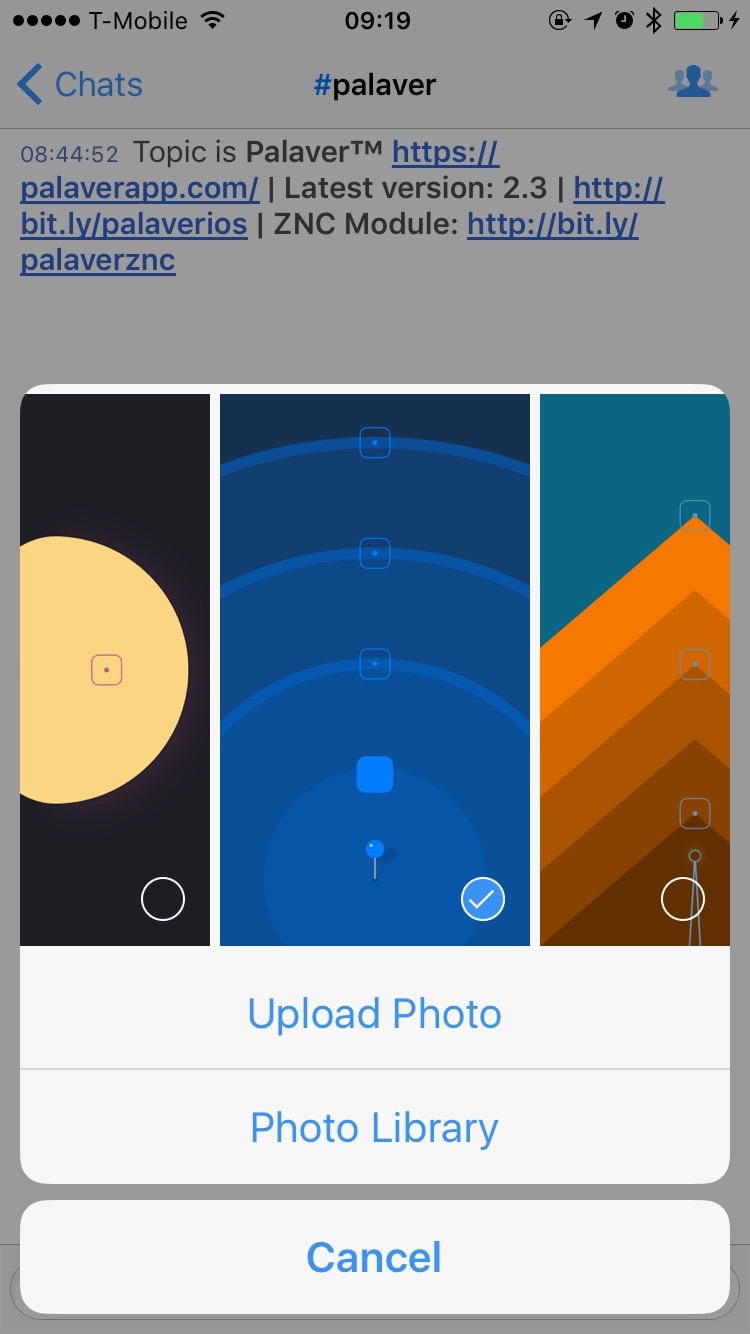 T-Mobile 09:19
Chats #palaver
08:44:52 Topic is Palaver™ https://
palaverapp.com/ | Latest version: 2.3 | http://
bit.ly/palaverios | ZNC Module: http://bit.ly/
palaverznc
Upload Photo
Photo Library
Cancel